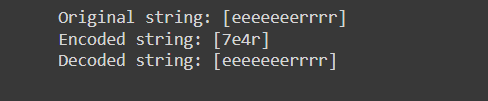 Original string: [eeeeeeerrrr]
Encoded string: [7e4r]
Decoded string: [eeeeeeerrrr]